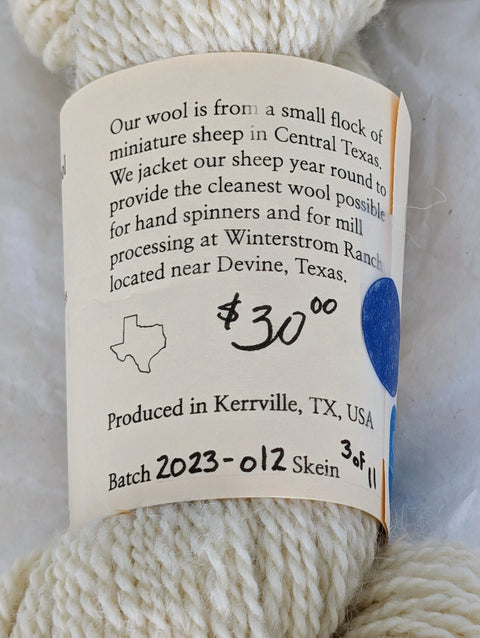 Our wool is from a small flock of
miniature sheep in Central Texas.
We jacket our sheep year round to
provide the cleanest wool possible
for hand spinners and for mill
processing at Winterstrom Ranch
located near Devine, Texas.
$30.00
Produced in Kerrville, TX, USA
Batch 2023-012 Skein 3 of 11